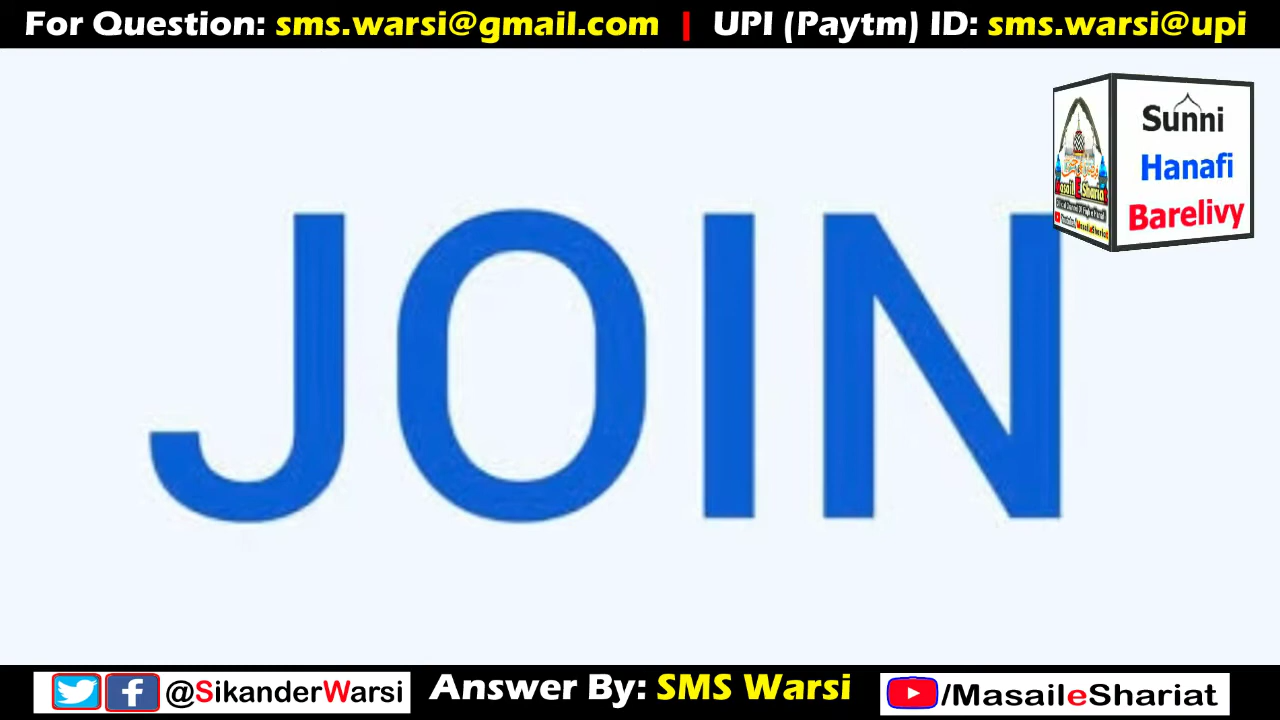 For Question: sms.warsi@gmail.com | UPI (Paytm) ID: sms.warsi@upi
Sunni
Hanafi
Barelivy
JOIN
@SikanderWarsi
Answer By: SMS Warsi
/MasaileShariat